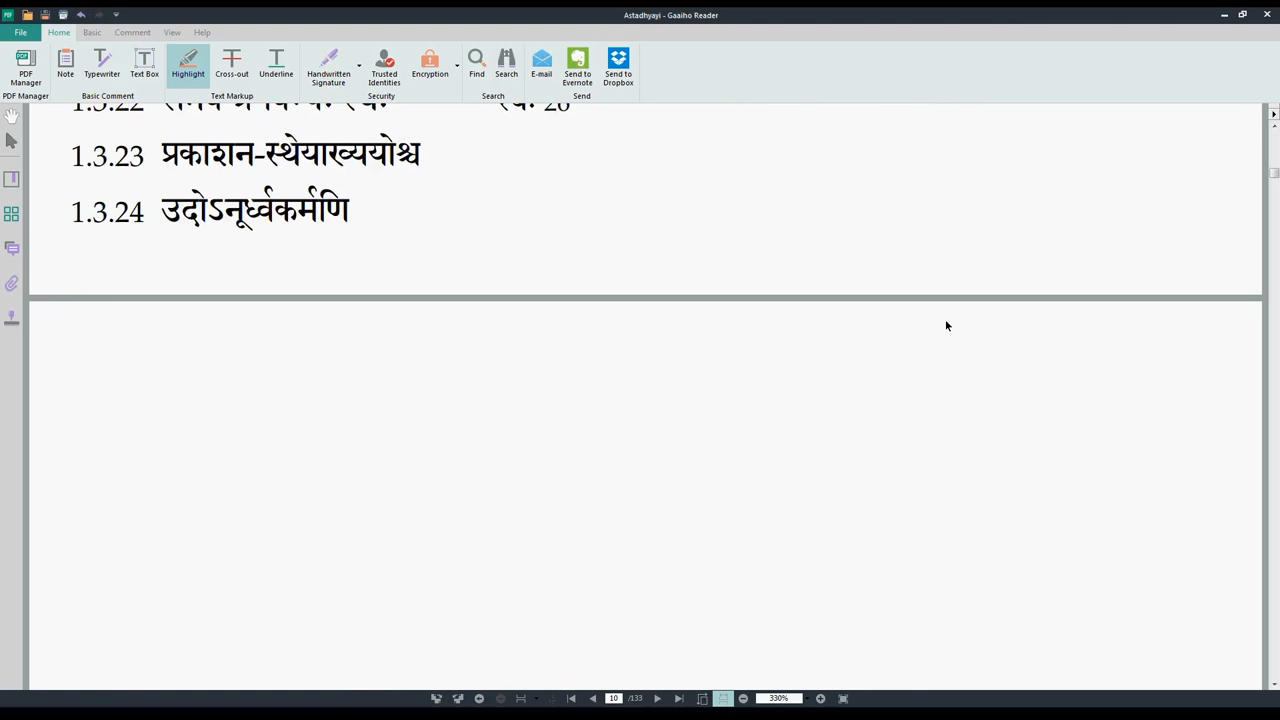 Astadhyayi - Gaaiho Reader
File Home Basic Comment View Help
PDF Manager Note Typewriter Text Box Highlight Cross-out Underline Handwritten Signature Trusted Identities Encryption Find Search E-mail Send to Evernote Send to Dropbox
PDF Manager Basic Comment Text Markup Security Search Send
1.3.22
1.3.23 प्रकाशन-स्थेयाख्ययोश्च
1.3.24 उदोऽनूर्ध्वकर्मणि
10 /133 330%